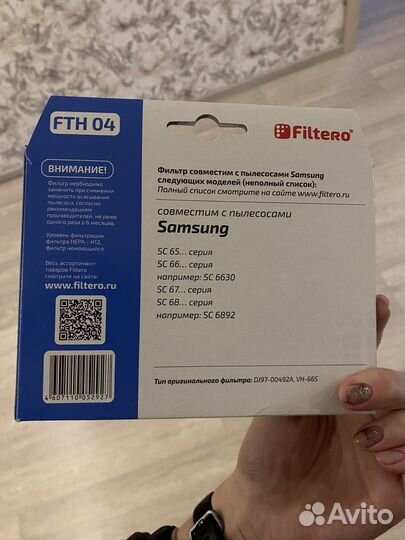 FTH 04
Filtero®
ВНИМАНИЕ!
Фильтр необходимо
заменить при снижении
мощности всасывания
пылесоса, согласно
рекомендациям
производителей, не реже
одного раза в 6 месяцев.
Уровень фильтрации
фильтра HEPA – H12,
фильтр немоющийся.
Весь ассортимент
товаров Filtero
смотрите на сайте:
www.filtero.ru
4 607110 052927
Фильтр совместим с пылесосами Samsung
следующих моделей (неполный список):
Полный список смотрите на сайте www.filtero.ru
совместим с пылесосами
Samsung
SC 65... серия
SC 66... серия
например: SC 6630
SC 67... серия
SC 68... серия
например: SC 6892
Тип оригинального фильтра: DJ97-00492A, VH-66S
Avito